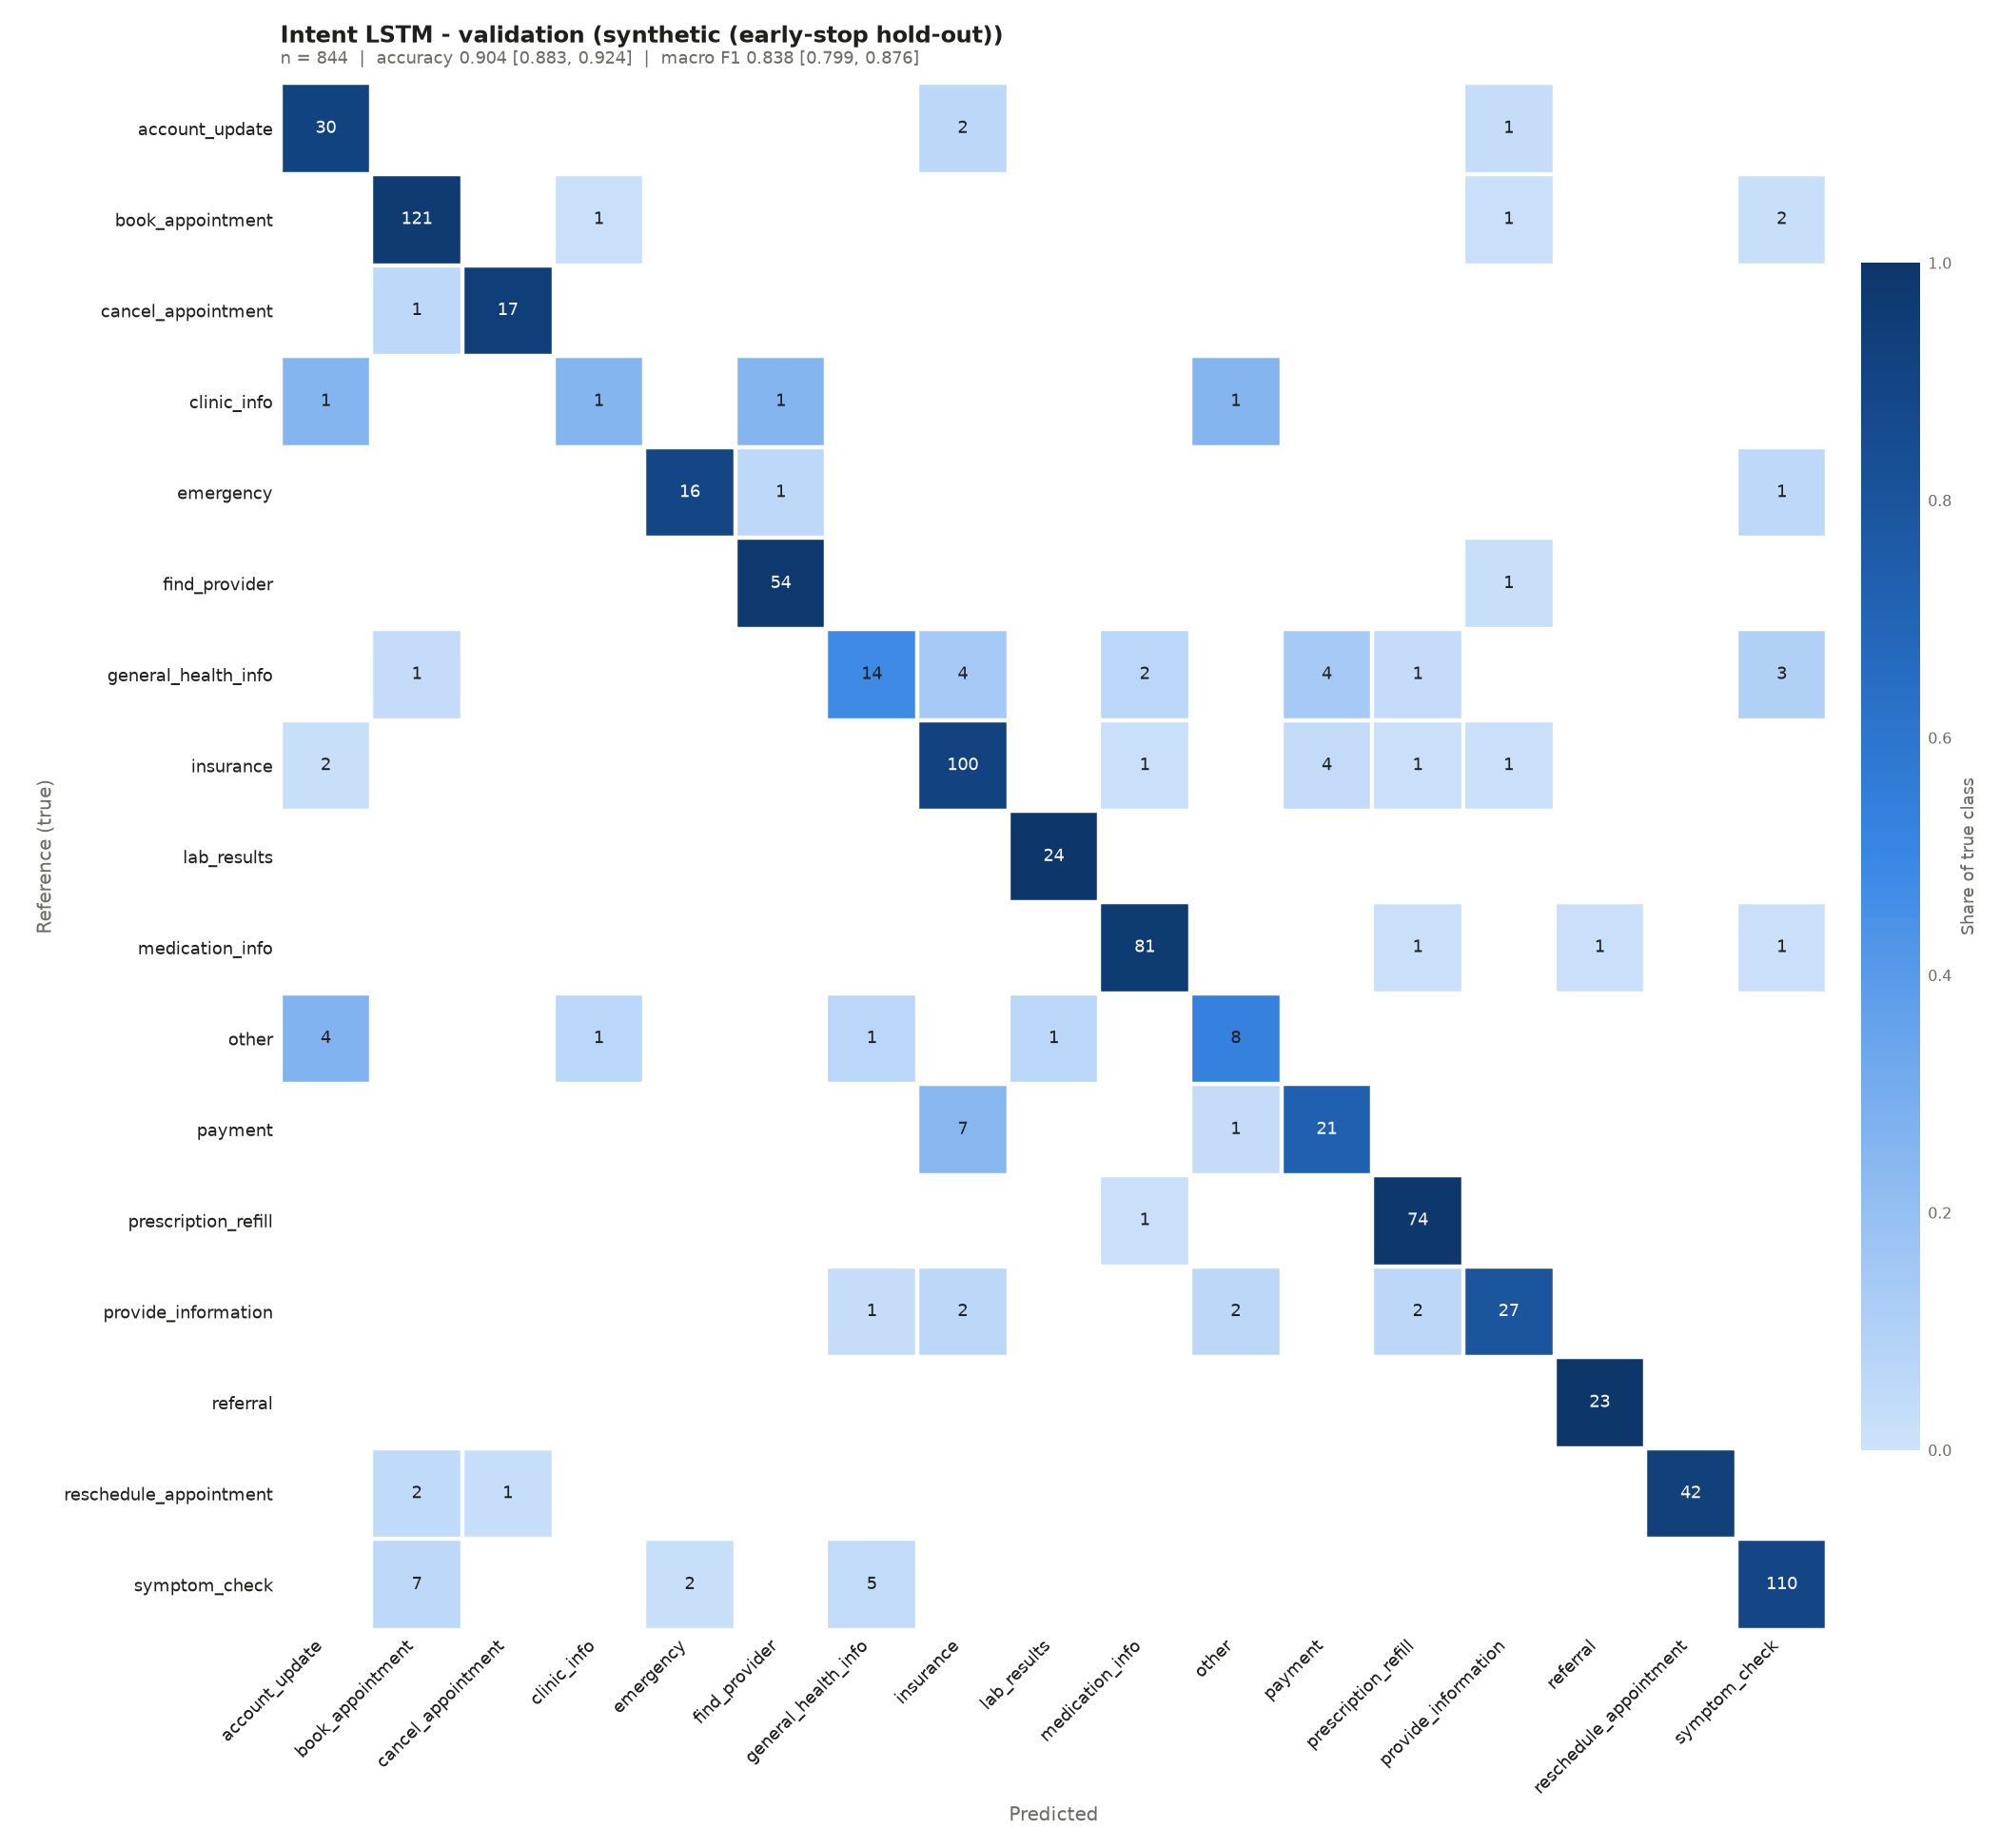 Intent LSTM - validation (synthetic (early-stop hold-out))
n = 844 | accuracy 0.904 [0.883, 0.924] | macro F1 0.838 [0.799, 0.876]
account_update 30 2 1
book_appointment 121 1 1 2
cancel_appointment 1 17
clinic_info 1 1 1 1
emergency 16 1 1
find_provider 54 1
general_health_info 1 14 4 2 4 1 3
insurance 2 100 1 4 1 1
lab_results 24
medication_info 81 1 1 1
other 4 1 1 1 8
payment 7 1 21
prescription_refill 1 74
provide_information 1 2 2 2 27
referral 23
reschedule_appointment 2 1 42
symptom_check 7 2 5 110
Reference (true)
account_update
book_appointment
cancel_appointment
clinic_info
emergency
find_provider
general_health_info
insurance
lab_results
medication_info
other
payment
prescription_refill
provide_information
referral
reschedule_appointment
symptom_check
Predicted
1.0
0.8
0.6
0.4
0.2
0.0
Share of true class